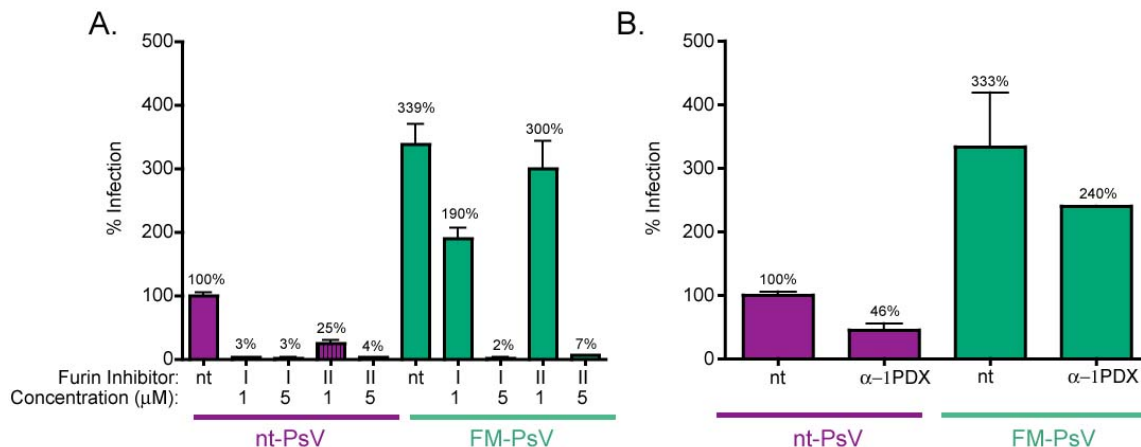 A.
% Infection
500
400
300
200
100
0
100%
3%
3%
25%
4%
339%
190%
2%
300%
7%
Furin Inhibitor: nt I I II II nt I I II II
Concentration (μM): 1 5 1 5 1 5 1 5
nt-PsV FM-PsV
B.
% Infection
500
400
300
200
100
0
100%
46%
333%
240%
nt α–1PDX nt α–1PDX
nt-PsV FM-PsV